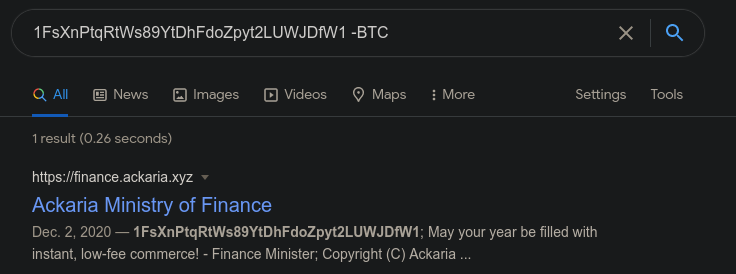 1FsXnPtqRtWs89YtDhFdoZpyt2LUWJDfW1 -BTC
All News Images Videos Maps More Settings Tools
1 result (0.26 seconds)
https://finance.ackaria.xyz
Ackaria Ministry of Finance
Dec. 2, 2020 — 1FsXnPtqRtWs89YtDhFdoZpyt2LUWJDfW1; May your year be filled with
instant, low-fee commerce! - Finance Minister; Copyright (C) Ackaria ...